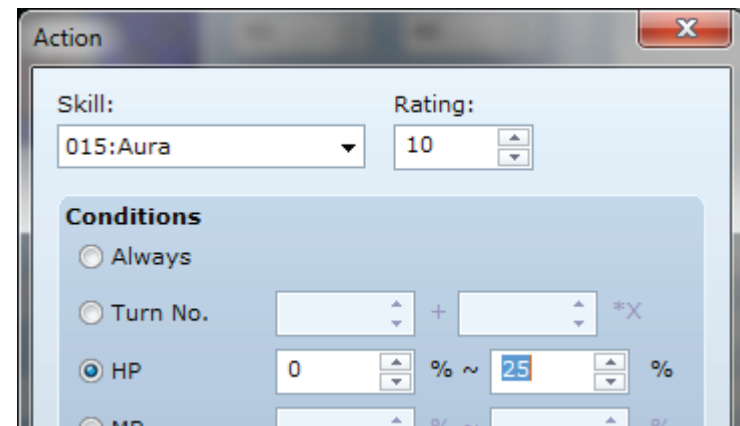 Action
Skill: Rating:
015:Aura 10
Conditions
Always
Turn No. + *X
HP 0 % ~ 25 %
MP % ~ %